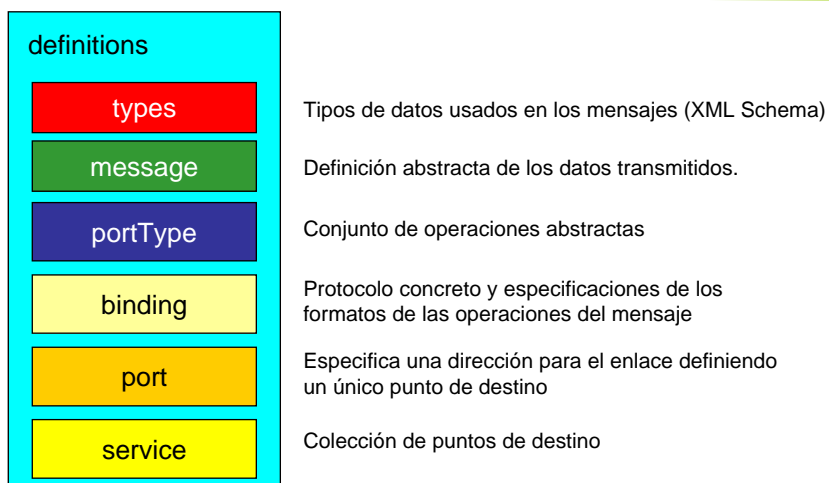 definitions
types
Tipos de datos usados en los mensajes (XML Schema)
message
Definición abstracta de los datos transmitidos.
portType
Conjunto de operaciones abstractas
binding
Protocolo concreto y especificaciones de los
formatos de las operaciones del mensaje
port
Especifica una dirección para el enlace definiendo
un único punto de destino
service
Colección de puntos de destino